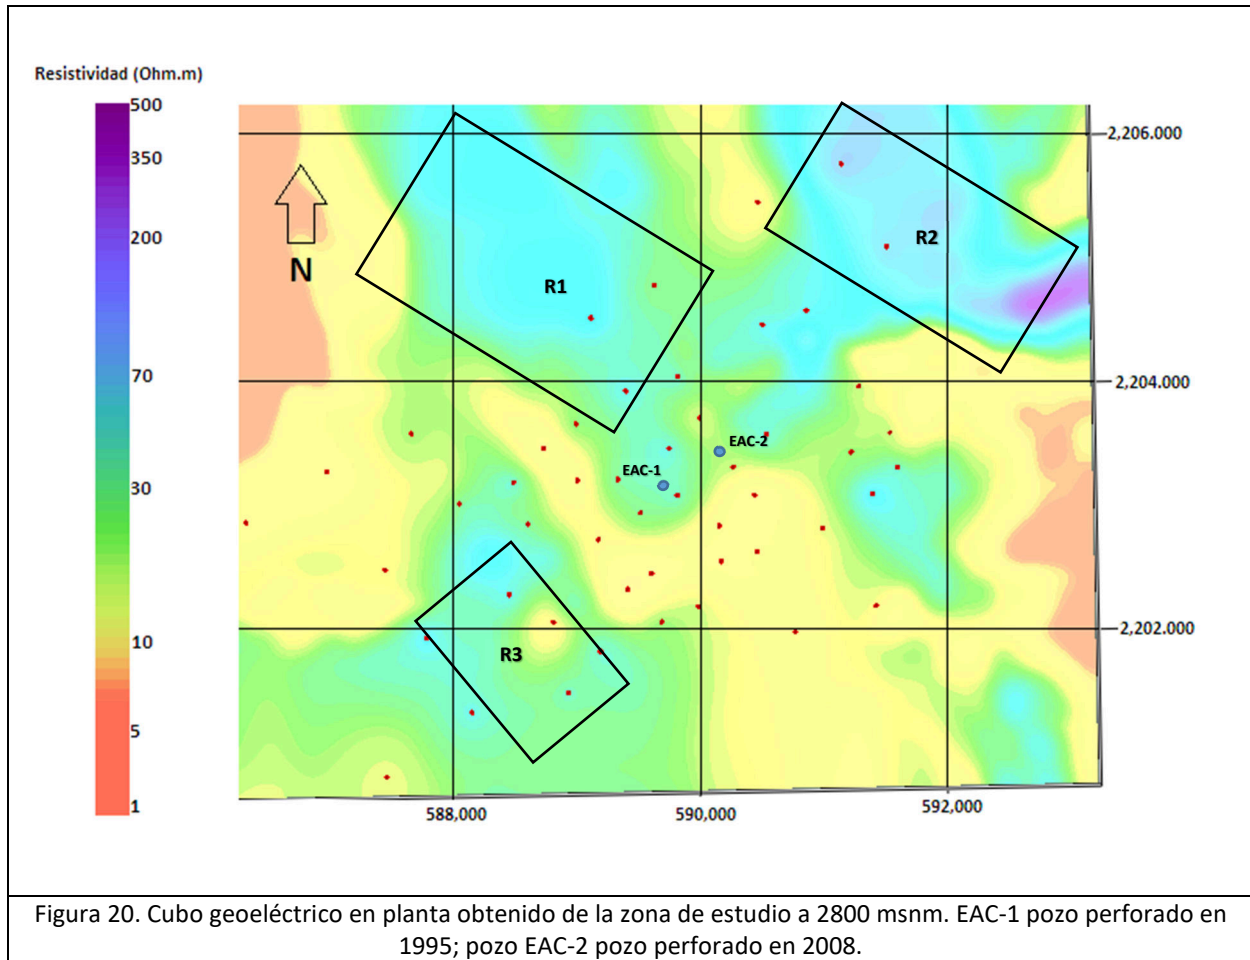 Resistividad (Ohm.m)
500
350
200
70
30
10
5
1
N
R1
R2
R3
EAC-1
EAC-2
2,206.000
2,204.000
2,202.000
588,000
590,000
592,000
Figura 20. Cubo geoeléctrico en planta obtenido de la zona de estudio a 2800 msnm. EAC-1 pozo perforado en
1995; pozo EAC-2 pozo perforado en 2008.